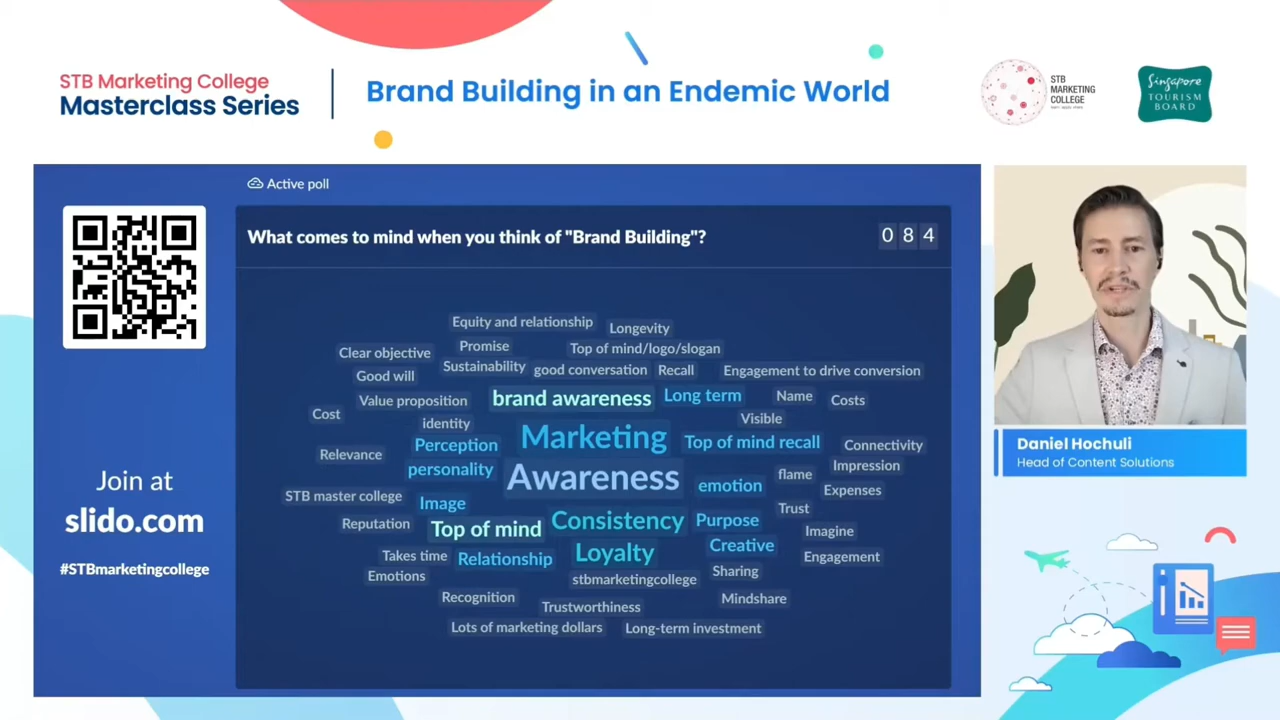 STB Marketing College
Masterclass Series
Brand Building in an Endemic World
STB
MARKETING
COLLEGE
Singapore
TOURISM
BOARD
Active poll
What comes to mind when you think of "Brand Building"?
0 8 4
Join at
slido.com
#STBmarketingcollege
Equity and relationship
Longevity
Clear objective
Promise
Top of mind/logo/slogan
Good will
Sustainability
good conversation
Recall
Engagement to drive conversion
Value proposition
brand awareness
Long term
Name
Costs
Cost
identity
Visible
Relevance
Perception
Marketing
Top of mind recall
Connectivity
personality
Awareness
emotion
flame
Impression
STB master college
Image
Expenses
Reputation
Top of mind
Consistency
Purpose
Trust
Imagine
Takes time
Relationship
Loyalty
Creative
Engagement
Emotions
stbmarketingcollege
Sharing
Recognition
Trustworthiness
Mindshare
Lots of marketing dollars
Long-term investment
Daniel Hochuli
Head of Content Solutions